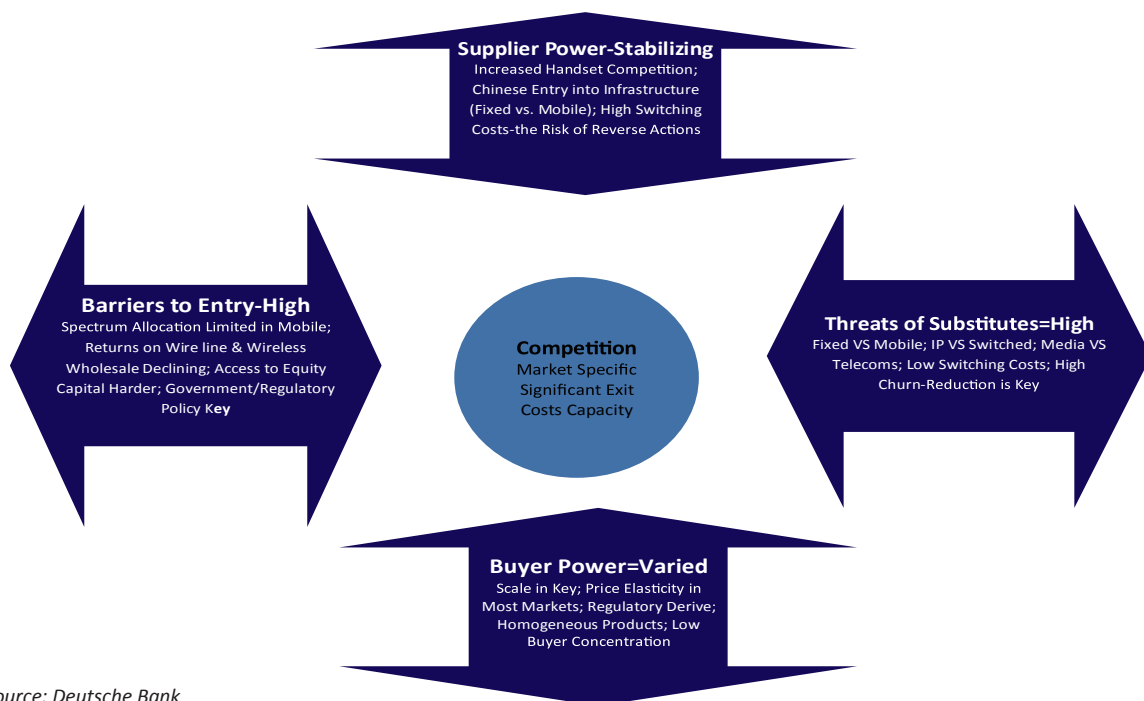 Supplier Power-Stabilizing
Increased Handset Competition;
Chinese Entry into Infrastructure
(Fixed vs. Mobile); High Switching
Costs-the Risk of Reverse Actions
Barriers to Entry-High
Spectrum Allocation Limited in Mobile;
Returns on Wire line & Wireless
Wholesale Declining; Access to Equity
Capital Harder; Government/Regulatory
Policy Key
Competition
Market Specific
Significant Exit
Costs Capacity
Threats of Substitutes=High
Fixed VS Mobile; IP VS Switched; Media VS
Telecoms; Low Switching Costs; High
Churn-Reduction is Key
Buyer Power=Varied
Scale in Key; Price Elasticity in
Most Markets; Regulatory Derive;
Homogeneous Products; Low
Buyer Concentration
ource: Deutsche Bank